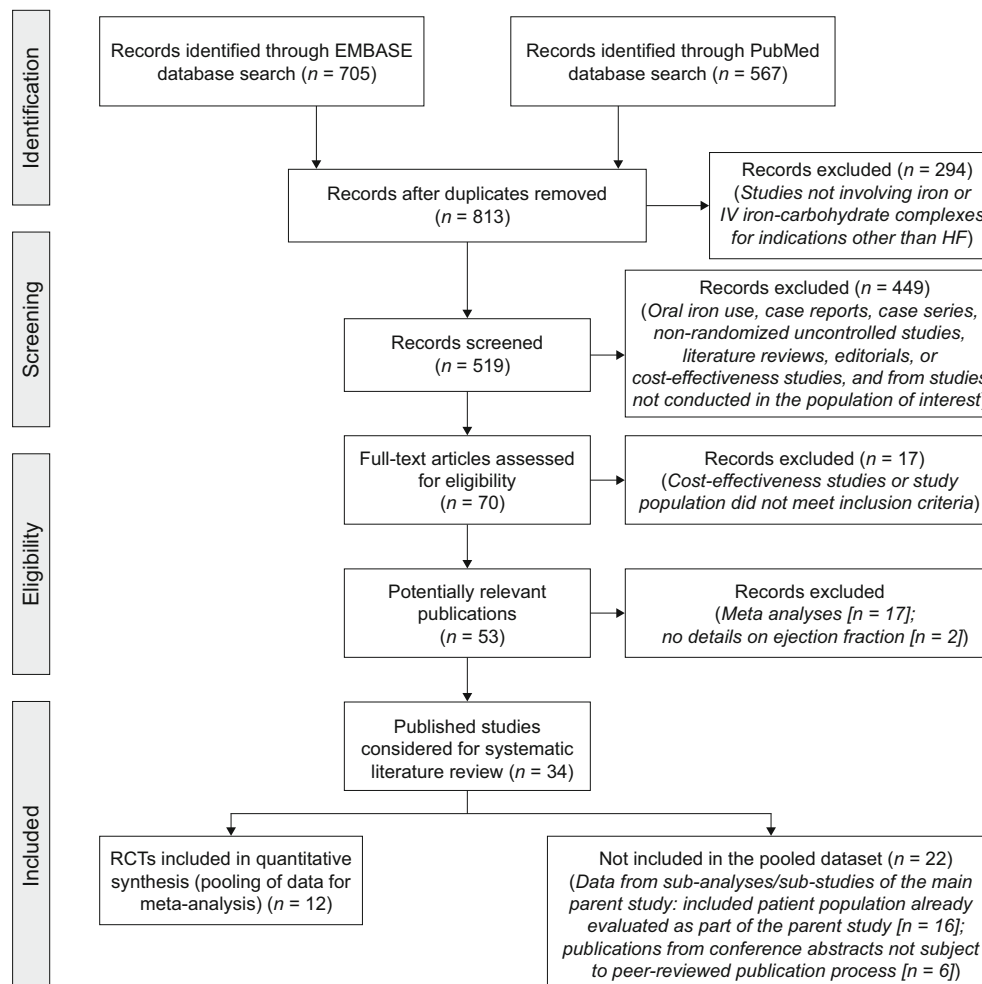 Identification
Records identified through EMBASE
database search (n = 705)
Records identified through PubMed
database search (n = 567)
Records after duplicates removed
(n = 813)
Records excluded (n = 294)
(Studies not involving iron or
IV iron-carbohydrate complexes
for indications other than HF)
Screening
Records screened
(n = 519)
Records excluded (n = 449)
(Oral iron use, case reports, case series,
non-randomized uncontrolled studies,
literature reviews, editorials, or
cost-effectiveness studies, and from studies
not conducted in the population of interest)
Eligibility
Full-text articles assessed
for eligibility
(n = 70)
Records excluded (n = 17)
(Cost-effectiveness studies or study
population did not meet inclusion criteria)
Potentially relevant
publications
(n = 53)
Records excluded
(Meta analyses [n = 17];
no details on ejection fraction [n = 2])
Included
Published studies
considered for systematic
literature review (n = 34)
RCTs included in quantitative
synthesis (pooling of data for
meta-analysis) (n = 12)
Not included in the pooled dataset (n = 22)
(Data from sub-analyses/sub-studies of the main
parent study: included patient population already
evaluated as part of the parent study [n = 16];
publications from conference abstracts not subject
to peer-reviewed publication process [n = 6])